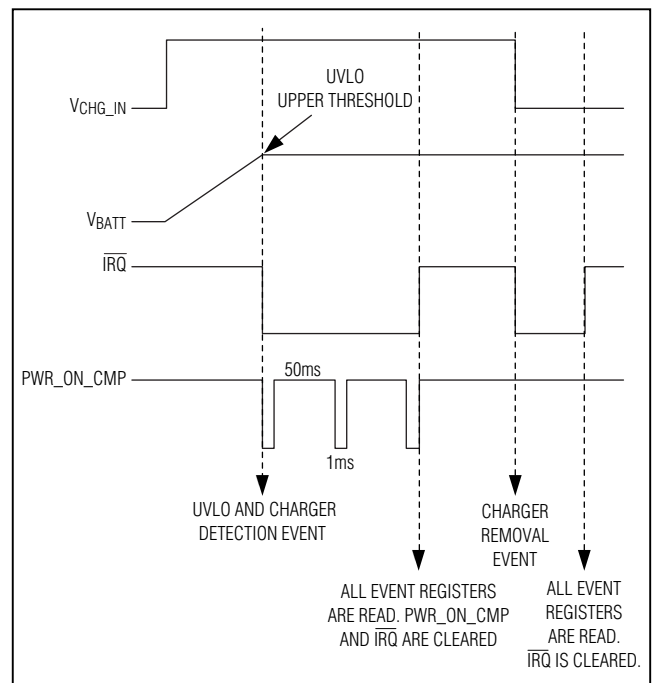 UVLO
UPPER THRESHOLD
VCHG_IN
VBATT
IRQ
PWR_ON_CMP
50ms
1ms
UVLO AND CHARGER
DETECTION EVENT
CHARGER
REMOVAL
EVENT
ALL EVENT REGISTERS
ARE READ. PWR_ON_CMP
AND IRQ ARE CLEARED
ALL EVENT
REGISTERS
ARE READ.
IRQ IS CLEARED.